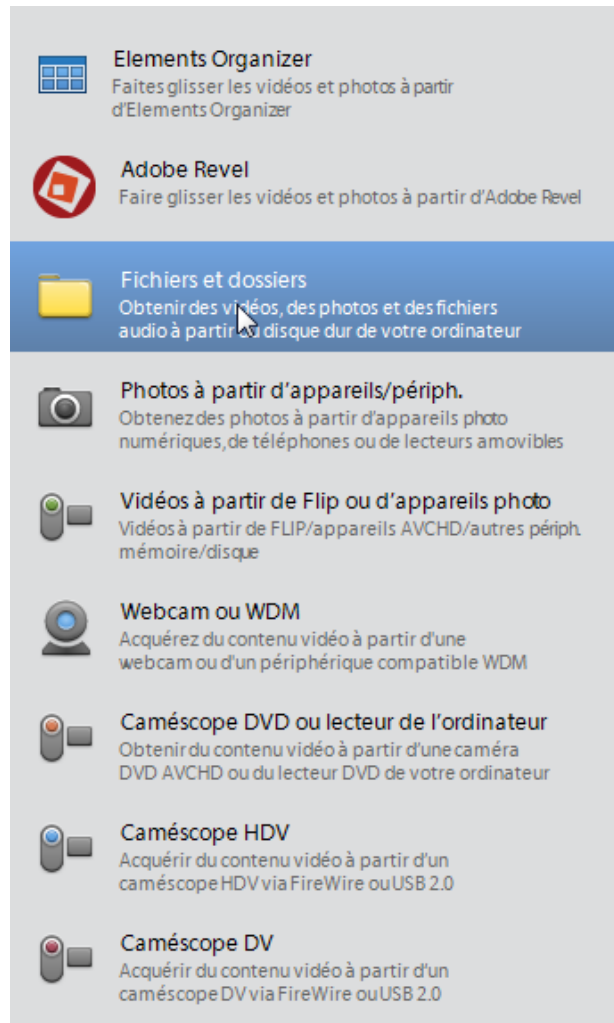 Elements Organizer
Faites glisser les vidéos et photos à partir
d'Elements Organizer
Adobe Revel
Faire glisser les vidéos et photos à partir d'Adobe Revel
Fichiers et dossiers
Obtenir des vidéos, des photos et des fichiers
audio à partir du disque dur de votre ordinateur
Photos à partir d'appareils/périph.
Obtenez des photos à partir d'appareils photo
numériques, de téléphones ou de lecteurs amovibles
Vidéos à partir de Flip ou d'appareils photo
Vidéos à partir de FLIP/appareils AVCHD/autres périph.
mémoire/disque
Webcam ou WDM
Acquérez du contenu vidéo à partir d'une
webcam ou d'un périphérique compatible WDM
Caméscope DVD ou lecteur de l'ordinateur
Obtenir du contenu vidéo à partir d'une caméra
DVD AVCHD ou du lecteur DVD de votre ordinateur
Caméscope HDV
Acquérir du contenu vidéo à partir d'un
caméscope HDV via FireWire ou USB 2.0
Caméscope DV
Acquérir du contenu vidéo à partir d'un
caméscope DV via FireWire ou USB 2.0